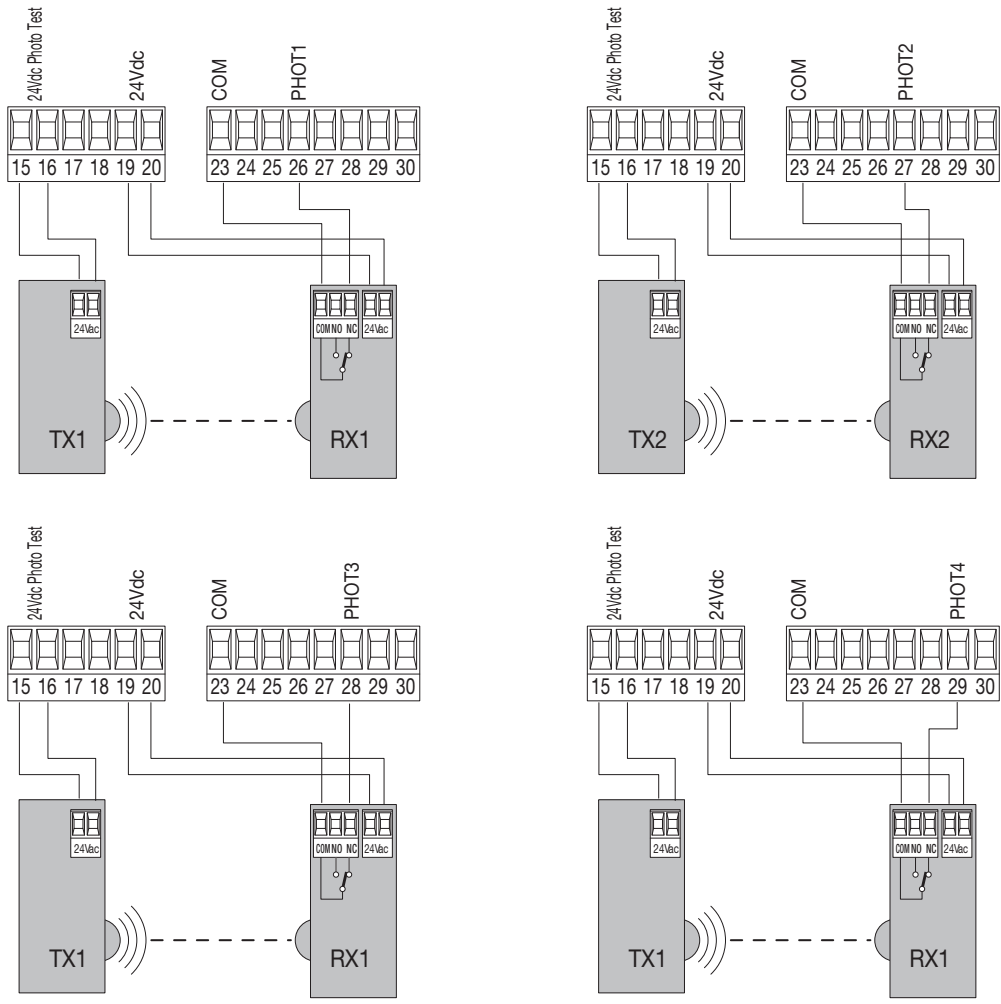 24Vdc Photo Test
24Vdc
COM
PHOT1
15 16 17 18 19 20
23 24 25 26 27 28 29 30
24Vac
COM NO NC
24Vac
TX1
RX1
24Vdc Photo Test
24Vdc
COM
PHOT2
15 16 17 18 19 20
23 24 25 26 27 28 29 30
24Vac
COM NO NC
24Vac
TX2
RX2
24Vdc Photo Test
24Vdc
COM
PHOT3
15 16 17 18 19 20
23 24 25 26 27 28 29 30
24Vac
COM NO NC
24Vac
TX1
RX1
24Vdc Photo Test
24Vdc
COM
PHOT4
15 16 17 18 19 20
23 24 25 26 27 28 29 30
24Vac
COM NO NC
24Vac
TX1
RX1